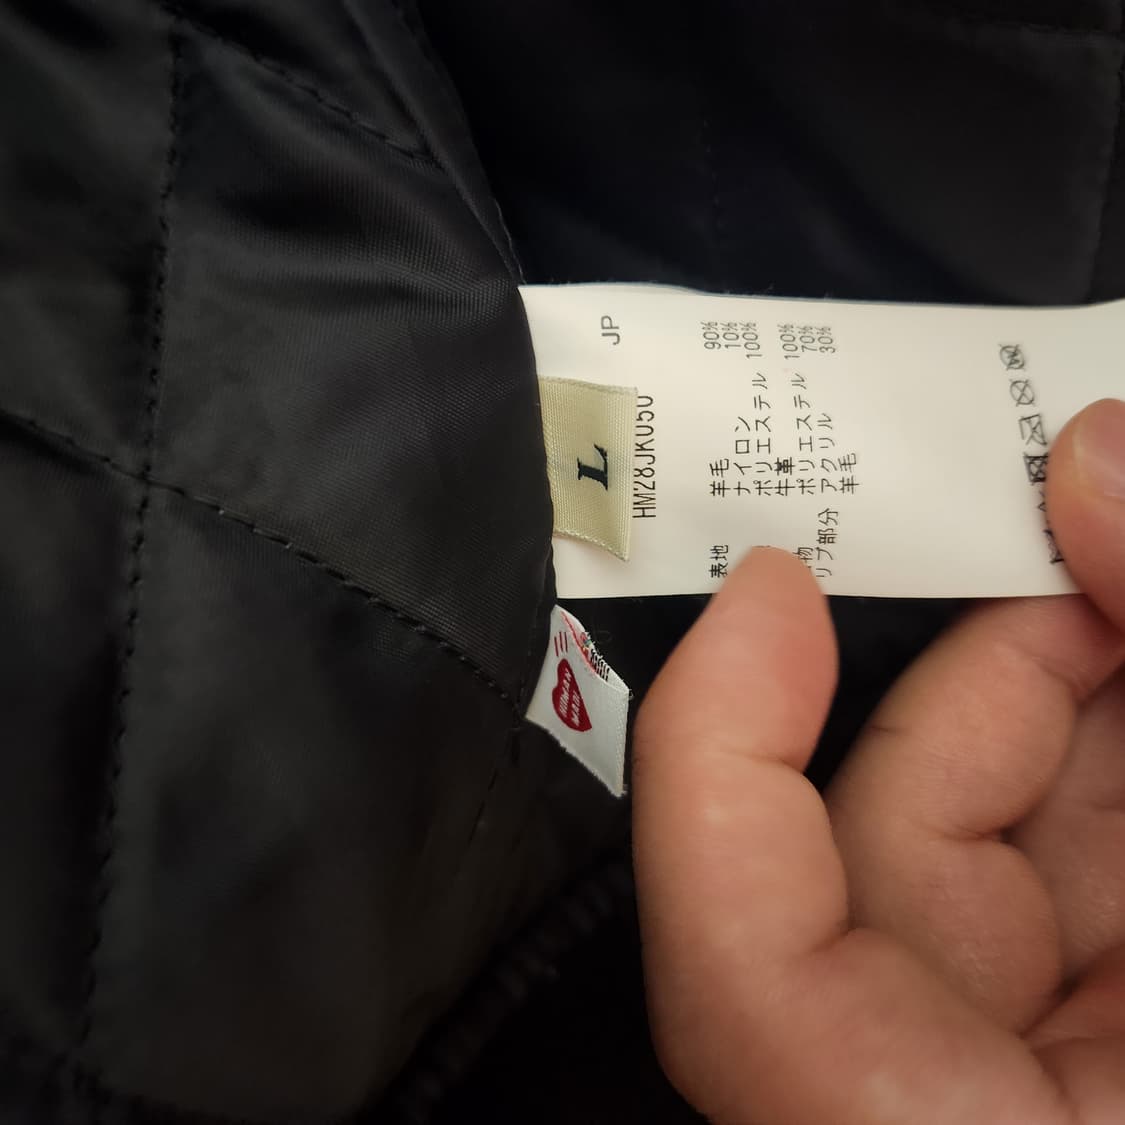 JP
L
HM28JK050
表地 羊毛 90%
ナイロン 10%
ポリエステル 100%
牛革
物 ポリエステル 100%
リブ部分 アクリル 70%
羊毛 30%
HUMAN
MADE